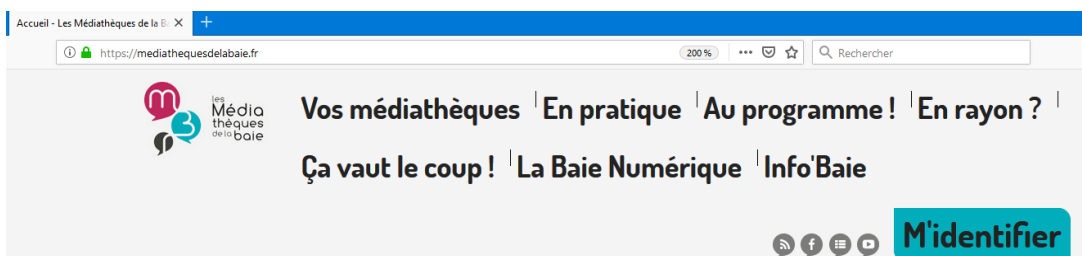 Accueil - Les Médiathèques de la B
https://mediathequesdelabaie.fr 200 % Rechercher
les
Média
thèques
de la baie
Vos médiathèques En pratique Au programme ! En rayon ?
Ça vaut le coup ! La Baie Numérique Info'Baie
M'identifier